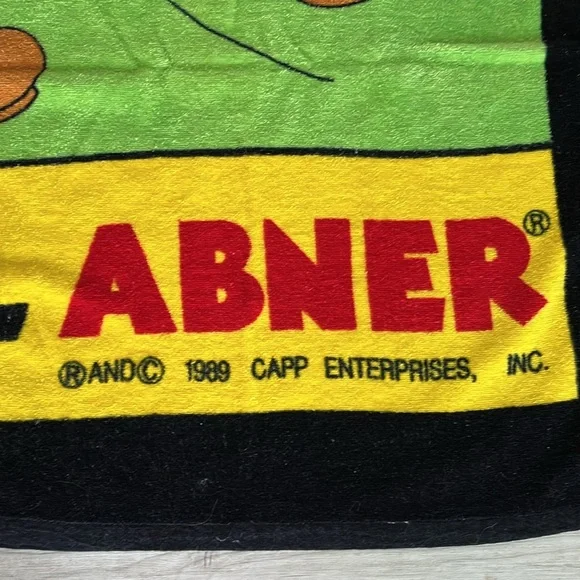 ABNER®
®AND© 1989 CAPP ENTERPRISES, INC.